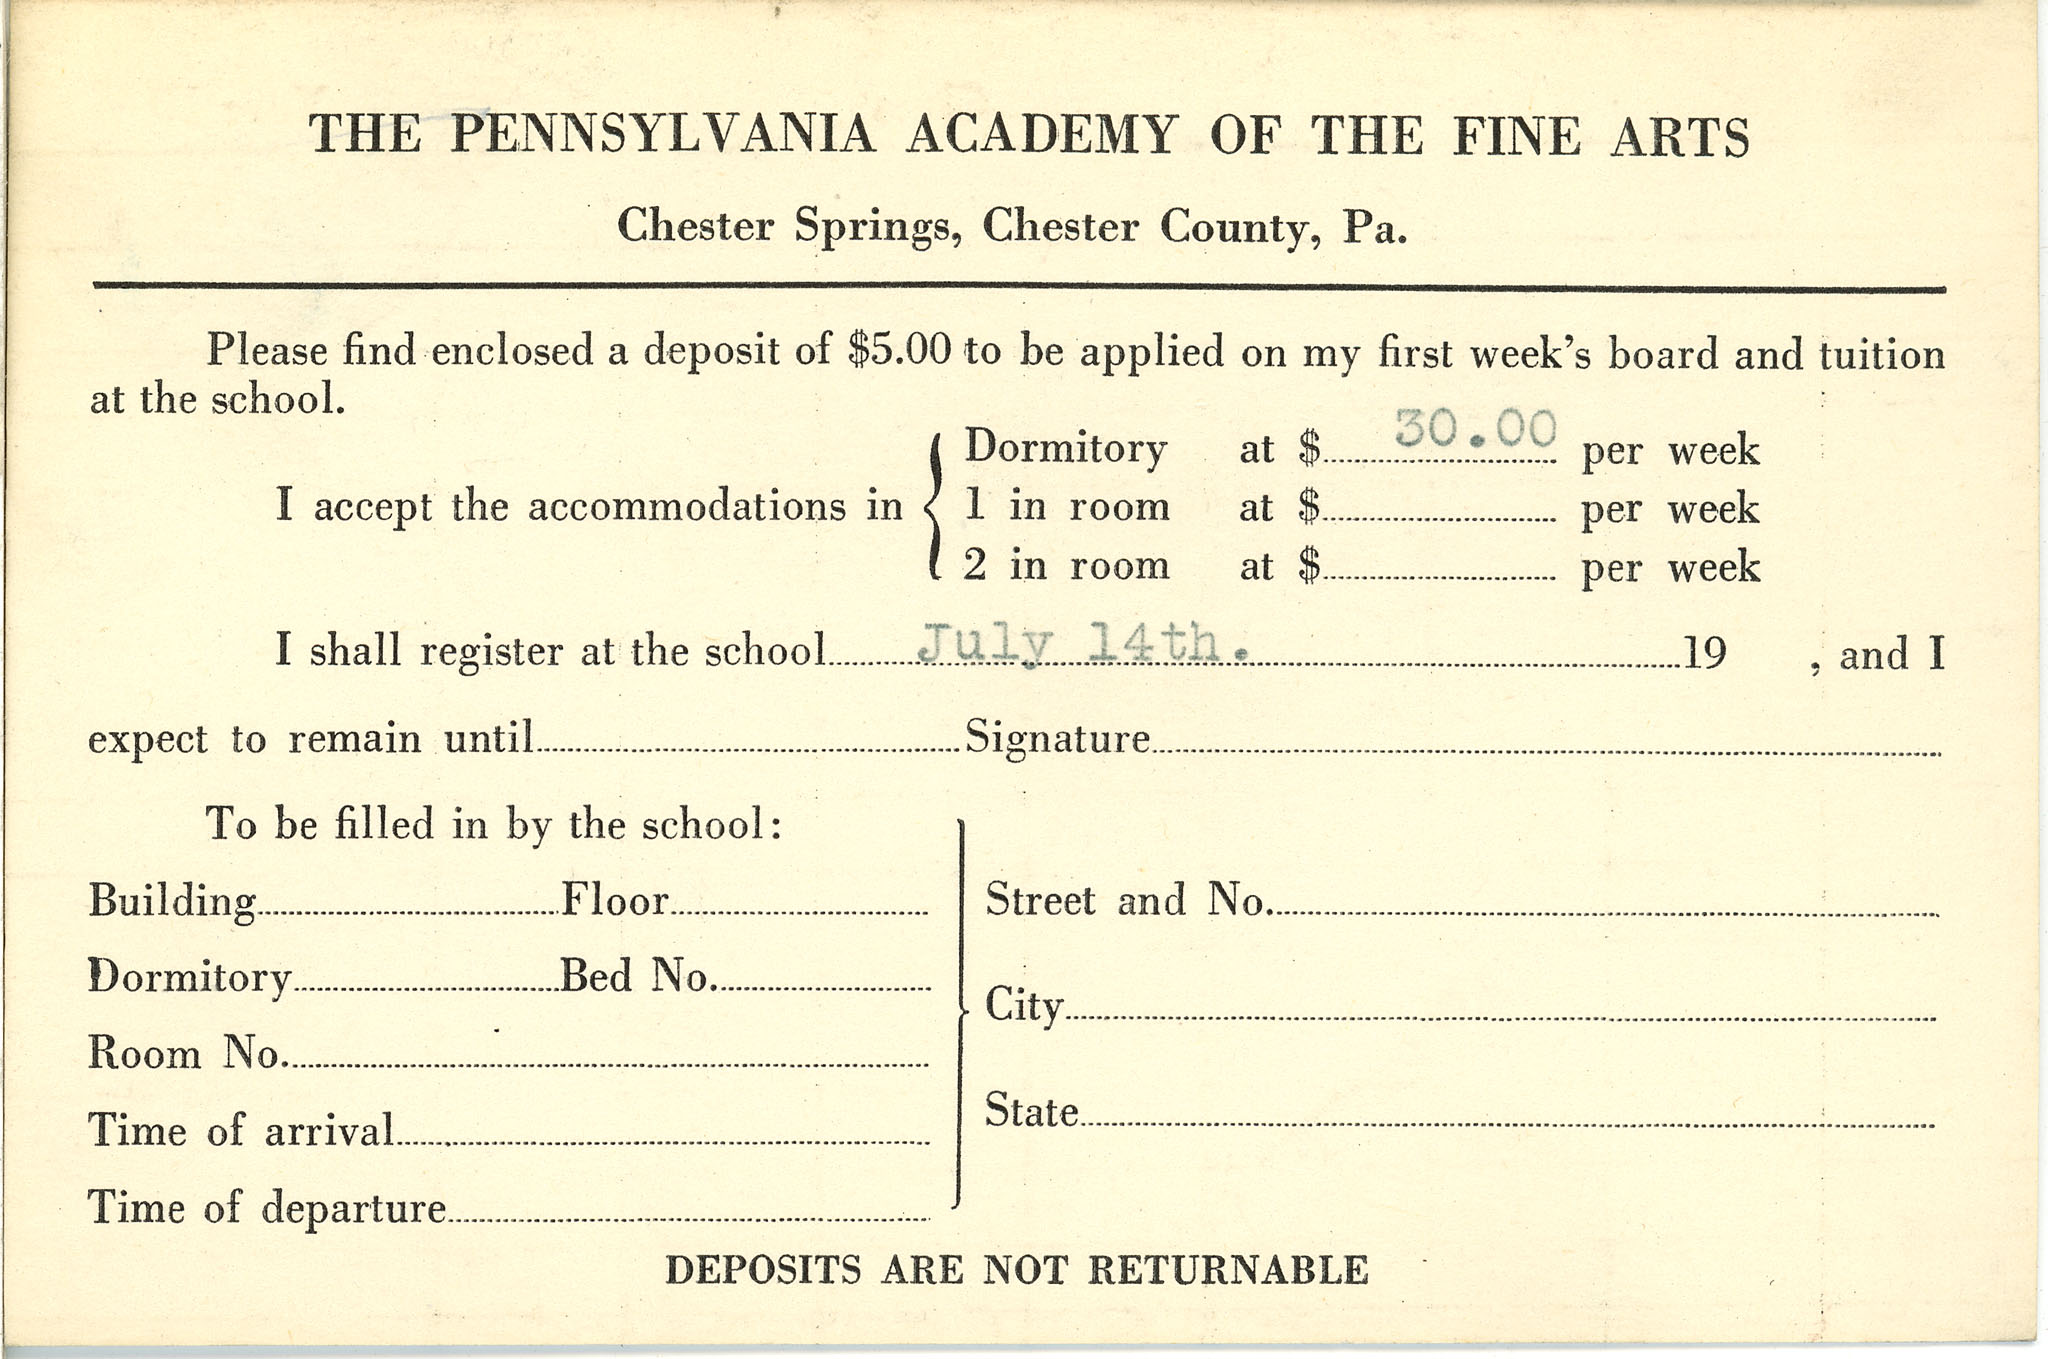 THE PENNSYLVANIA ACADEMY OF THE FINE ARTS
Chester Springs, Chester County, Pa.
Please find enclosed a deposit of $5.00 to be applied on my first week's board and tuition
at the school.
Dormitory at $ 30.00 per week
I accept the accommodations in { 1 in room at $ per week
2 in room at $ per week
I shall register at the school July 14th. 19 , and I
expect to remain until Signature
To be filled in by the school:
Building Floor
Dormitory Bed No.
Room No.
Time of arrival
Time of departure
Street and No.
City
State
DEPOSITS ARE NOT RETURNABLE